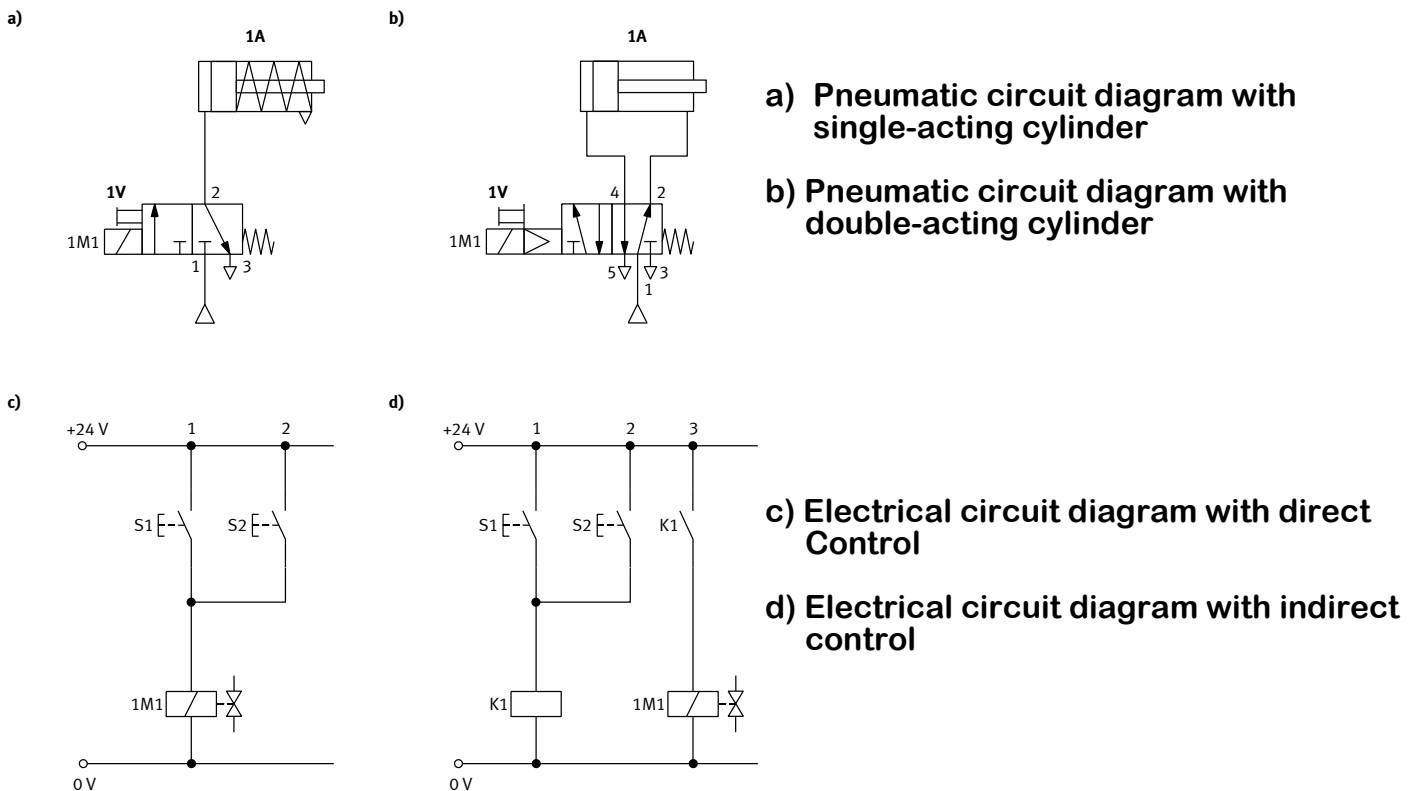 a)
b)
1A
1A
a) Pneumatic circuit diagram with
single-acting cylinder
b) Pneumatic circuit diagram with
double-acting cylinder
1V
2
1V
4
2
1M1
1M1
1
3
5
3
1
c)
d)
+24 V
1
2
+24 V
1
2
3
S1
S2
S1
S2
K1
c) Electrical circuit diagram with direct
Control
d) Electrical circuit diagram with indirect
control
1M1
K1
1M1
0 V
0 V